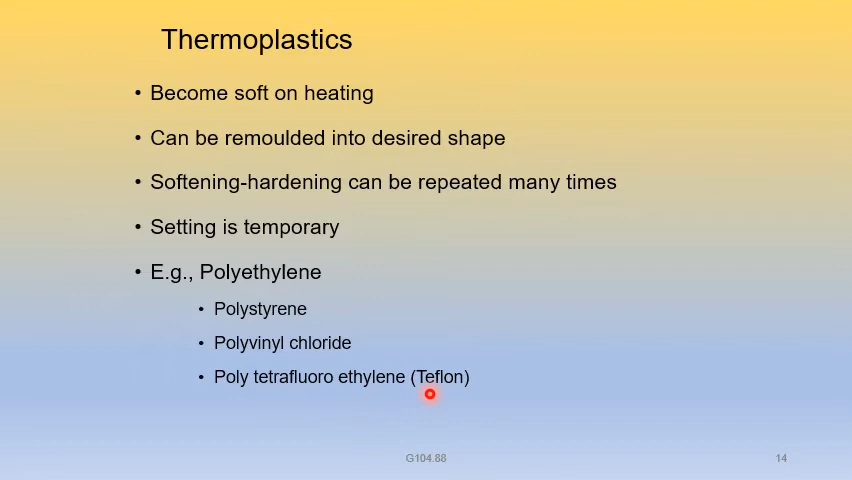 Thermoplastics
• Become soft on heating
• Can be remoulded into desired shape
• Softening-hardening can be repeated many times
• Setting is temporary
• E.g., Polyethylene
• Polystyrene
• Polyvinyl chloride
• Poly tetrafluoro ethylene (Teflon)
G104.88
14